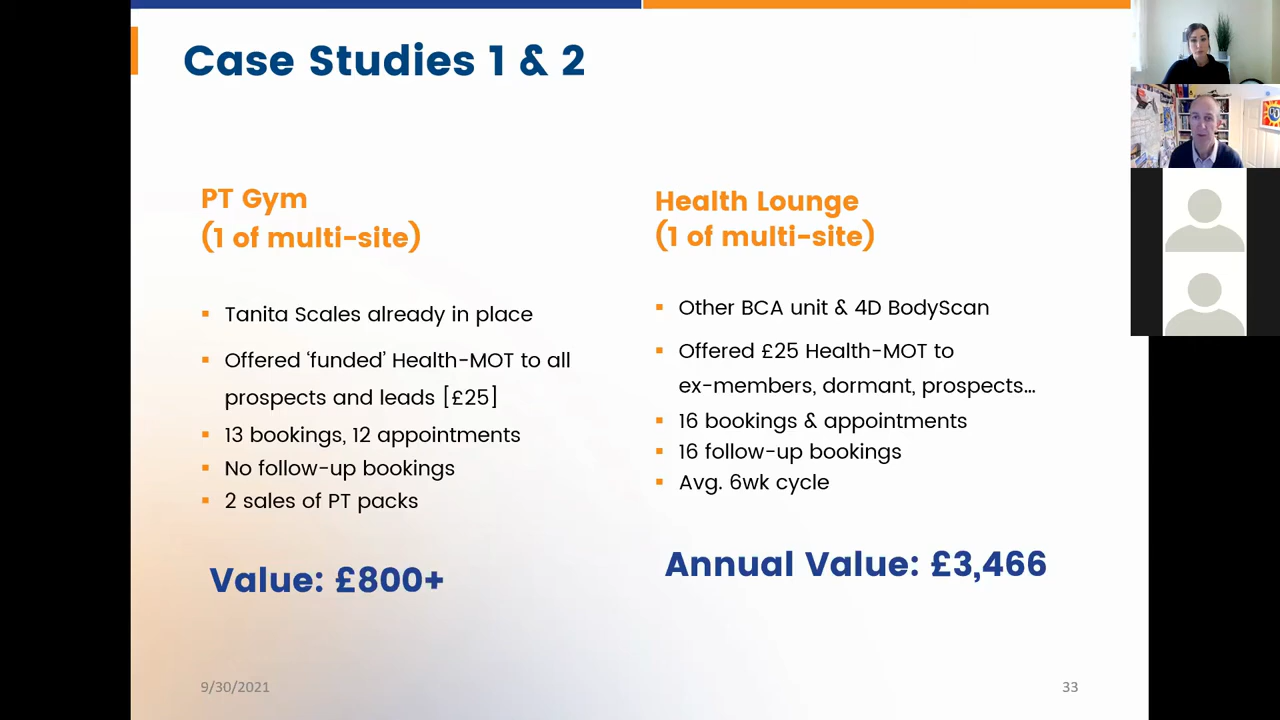 Case Studies 1 & 2
PT Gym
(1 of multi-site)
▪ Tanita Scales already in place
▪ Offered ‘funded’ Health-MOT to all
prospects and leads [£25]
▪ 13 bookings, 12 appointments
▪ No follow-up bookings
▪ 2 sales of PT packs
Value: £800+
Health Lounge
(1 of multi-site)
▪ Other BCA unit & 4D BodyScan
▪ Offered £25 Health-MOT to
ex-members, dormant, prospects…
▪ 16 bookings & appointments
▪ 16 follow-up bookings
▪ Avg. 6wk cycle
Annual Value: £3,466
9/30/2021
33